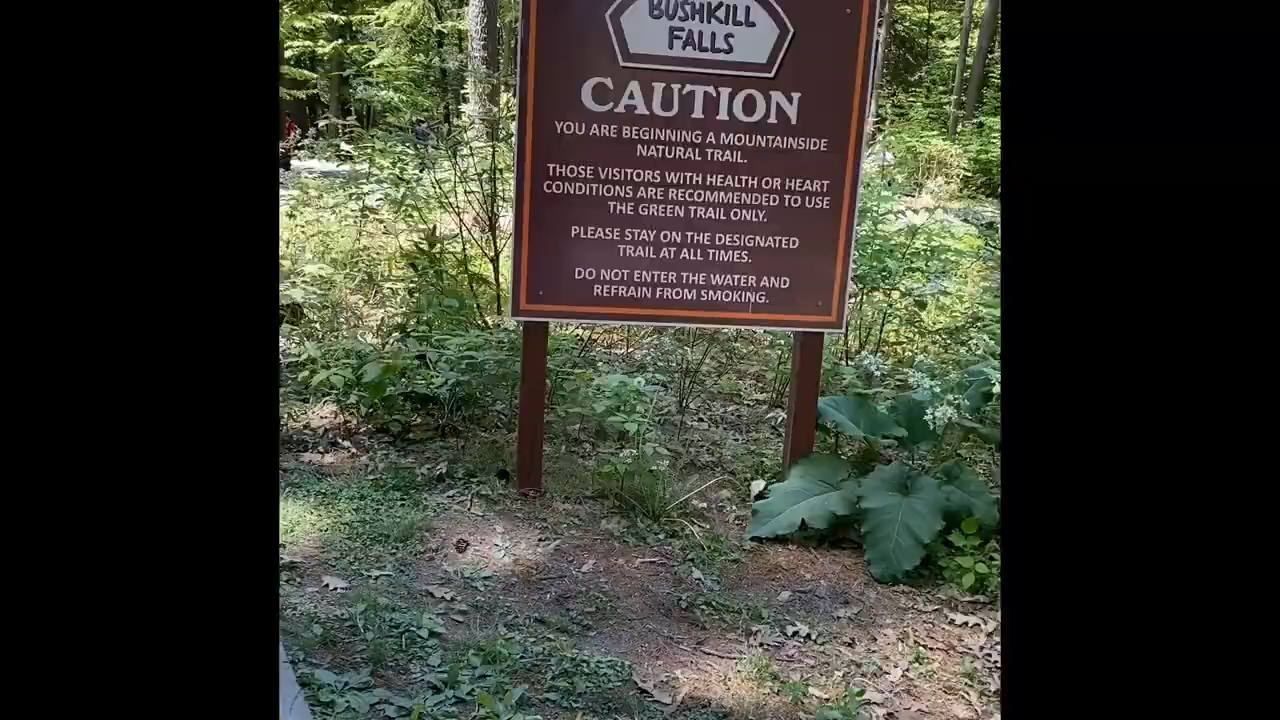 BUSHKILL
FALLS
CAUTION
YOU ARE BEGINNING A MOUNTAINSIDE
NATURAL TRAIL.
THOSE VISITORS WITH HEALTH OR HEART
CONDITIONS ARE RECOMMENDED TO USE
THE GREEN TRAIL ONLY.
PLEASE STAY ON THE DESIGNATED
TRAIL AT ALL TIMES.
DO NOT ENTER THE WATER AND
REFRAIN FROM SMOKING.